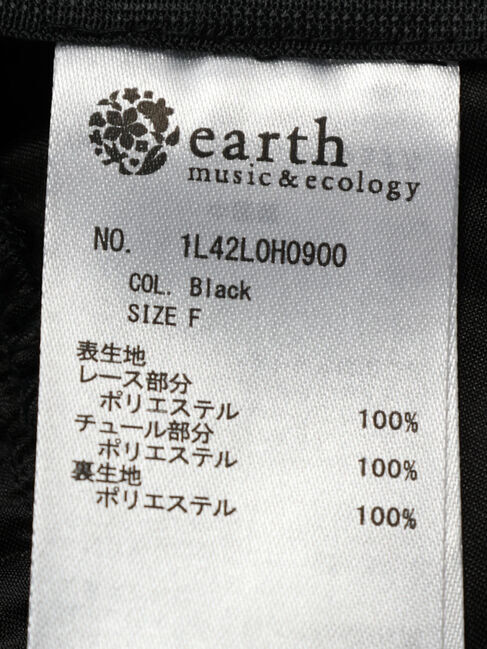 earth
music & ecology
NO. 1L42L0H0900
COL. Black
SIZE F
表生地
レース部分
ポリエステル 100%
チュール部分
ポリエステル 100%
裏生地
ポリエステル 100%